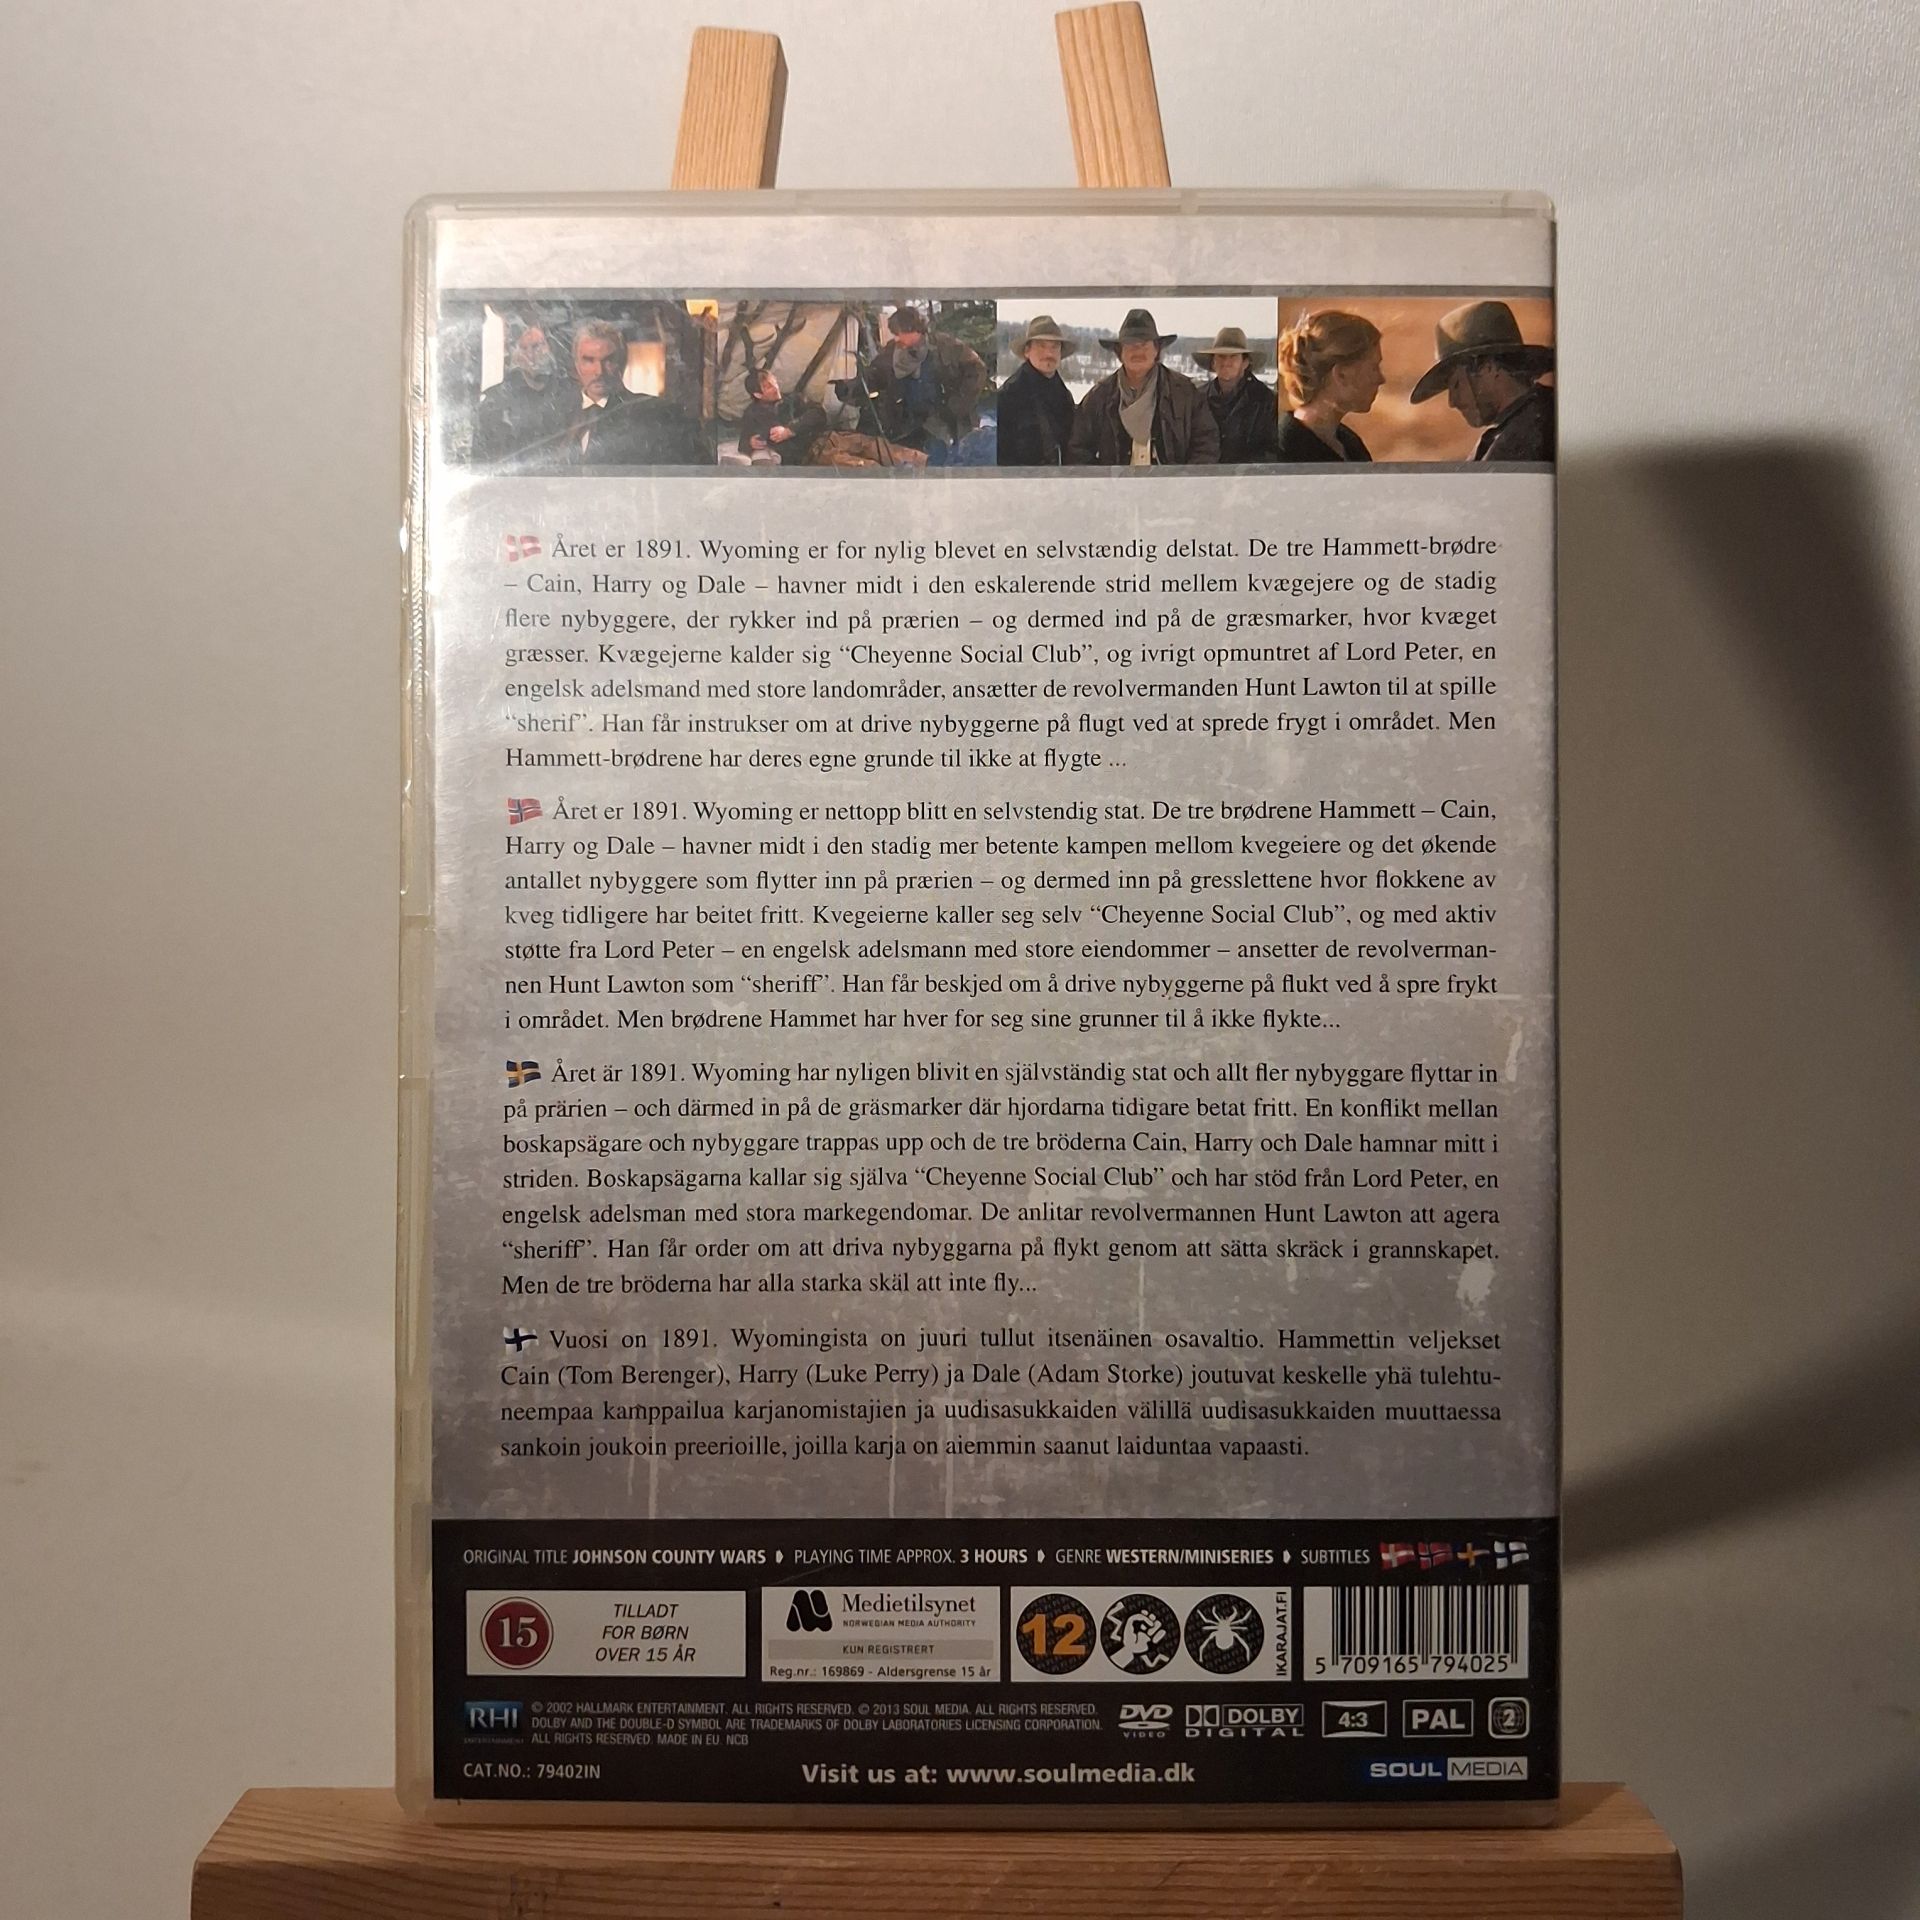 Året er 1891. Wyoming er for nylig blevet en selvstændig delstat. De tre Hammett-brødre
– Cain, Harry og Dale – havner midt i den eskalerende strid mellem kvægejere og de stadig
flere nybyggere, der rykker ind på prærien – og dermed ind på de græsmarker, hvor kvæget
græsser. Kvægejerne kalder sig “Cheyenne Social Club”, og ivrigt opmuntret af Lord Peter, en
engelsk adelsmand med store landområder, ansætter de revolvermanden Hunt Lawton til at spille
“sherif”. Han får instrukser om at drive nybyggerne på flugt ved at sprede frygt i området. Men
Hammett-brødrene har deres egne grunde til ikke at flygte ...
Året er 1891. Wyoming er nettopp blitt en selvstendig stat. De tre brødrene Hammett – Cain,
Harry og Dale – havner midt i den stadig mer betente kampen mellom kvegeiere og det økende
antallet nybyggere som flytter inn på prærien – og dermed inn på gresslettene hvor flokkene av
kveg tidligere har beitet fritt. Kvegeierne kaller seg selv “Cheyenne Social Club”, og med aktiv
støtte fra Lord Peter – en engelsk adelsmann med store eiendommer – ansetter de revolverman-
nen Hunt Lawton som “sheriff”. Han får beskjed om å drive nybyggerne på flukt ved å spre frykt
i området. Men brødrene Hammet har hver for seg sine grunner til å ikke flykte...
Året är 1891. Wyoming har nyligen blivit en självständig stat och allt fler nybyggare flyttar in
på prärien – och därmed in på de gräsmarker där hjordarna tidigare betat fritt. En konflikt mellan
boskapsägare och nybyggare trappas upp och de tre bröderna Cain, Harry och Dale hamnar mitt i
striden. Boskapsägarna kallar sig själva “Cheyenne Social Club” och har stöd från Lord Peter, en
engelsk adelsman med stora markegendomar. De anlitar revolvermannen Hunt Lawton att agera
“sheriff”. Han får order om att driva nybyggarna på flykt genom att sätta skräck i grannskapet.
Men de tre bröderna har alla starka skäl att inte fly...
Vuosi on 1891. Wyomingista on juuri tullut itsenäinen osavaltio. Hammettin veljekset
Cain (Tom Berenger), Harry (Luke Perry) ja Dale (Adam Storke) joutuvat keskelle yhä tulehtu-
neempaa kamppailua karjanomistajien ja uudisasukkaiden välillä uudisasukkaiden muuttaessa
sankoin joukoin preerioille, joilla karja on aiemmin saanut laiduntaa vapaasti.
ORIGINAL TITLE JOHNSON COUNTY WARS PLAYING TIME APPROX. 3 HOURS GENRE WESTERN/MINISERIES SUBTITLES
15
TILLADT
FOR BØRN
OVER 15 ÅR
Medietilsynet
NORWEGIAN MEDIA AUTHORITY
KUN REGISTRERT
Reg.nr.: 169869 - Aldersgrense 15 år
12
IKARAJAT.FI
5 709165 794025
RHI
ENTERTAINMENT
© 2002 HALLMARK ENTERTAINMENT. ALL RIGHTS RESERVED. © 2013 SOUL MEDIA. ALL RIGHTS RESERVED.
DOLBY AND THE DOUBLE-D SYMBOL ARE TRADEMARKS OF DOLBY LABORATORIES LICENSING CORPORATION.
ALL RIGHTS RESERVED. MADE IN EU. NCB
DVD
VIDEO
DOLBY
DIGITAL
4:3
PAL
2
CAT.NO.: 79402IN
Visit us at: www.soulmedia.dk
SOUL MEDIA